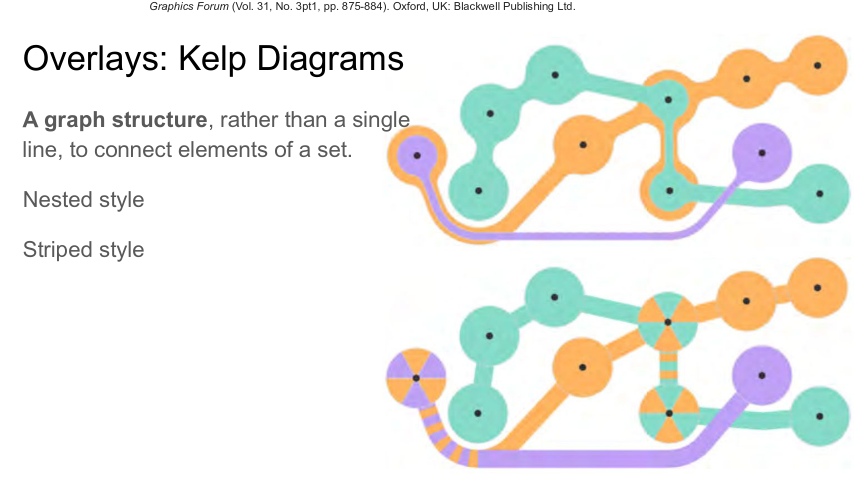 Graphics Forum (Vol. 31, No. 3pt1, pp. 875-884). Oxford, UK: Blackwell Publishing Ltd.
Overlays: Kelp Diagrams
A graph structure, rather than a single
line, to connect elements of a set.
Nested style
Striped style